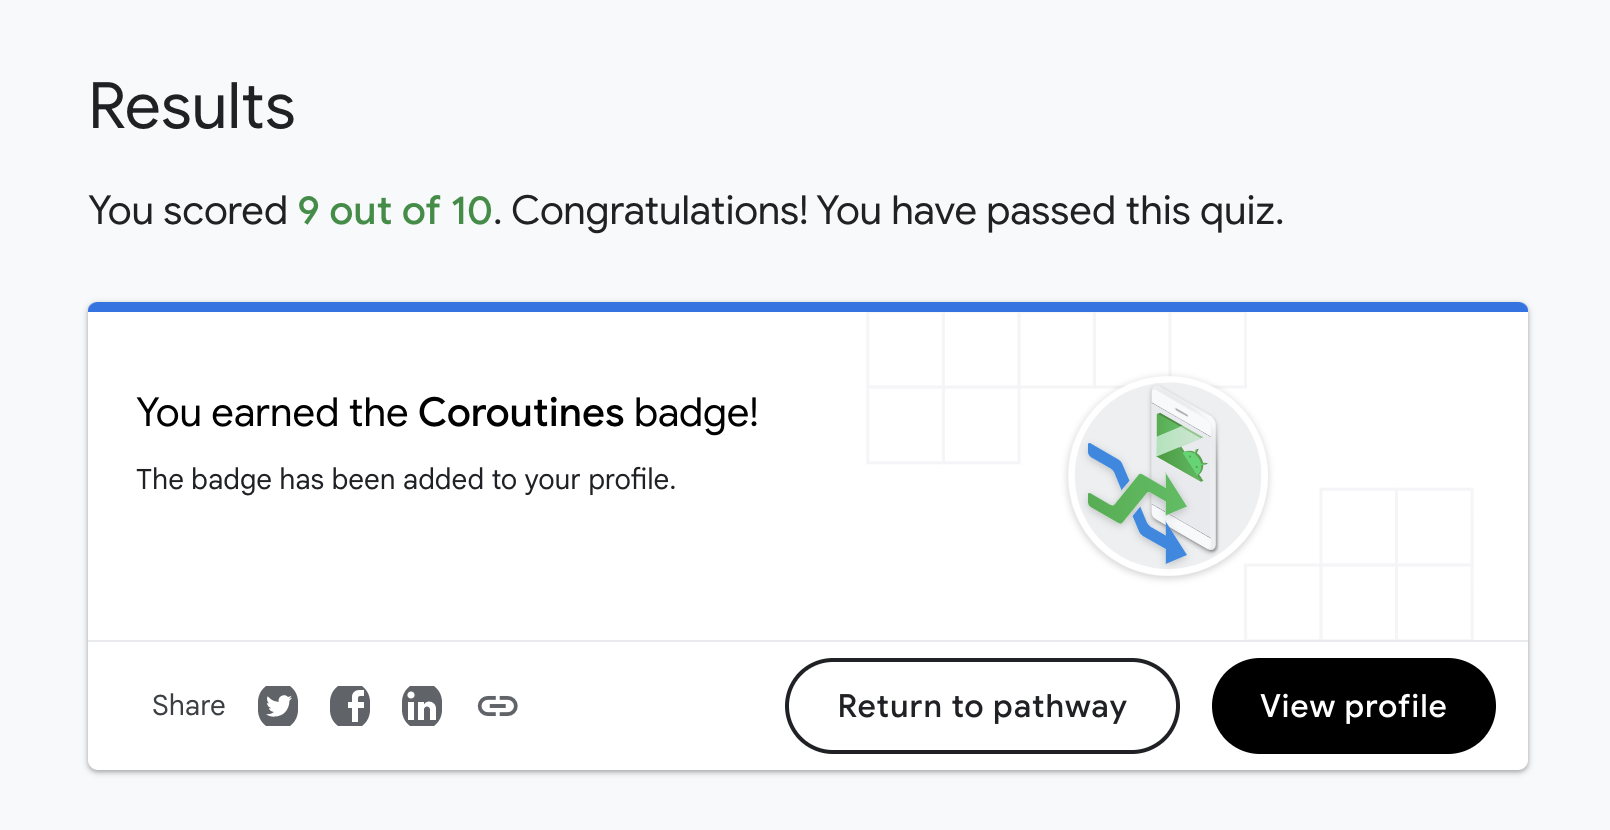 Results
You scored 9 out of 10. Congratulations! You have passed this quiz.
You earned the Coroutines badge!
The badge has been added to your profile.
Share
Return to pathway
View profile